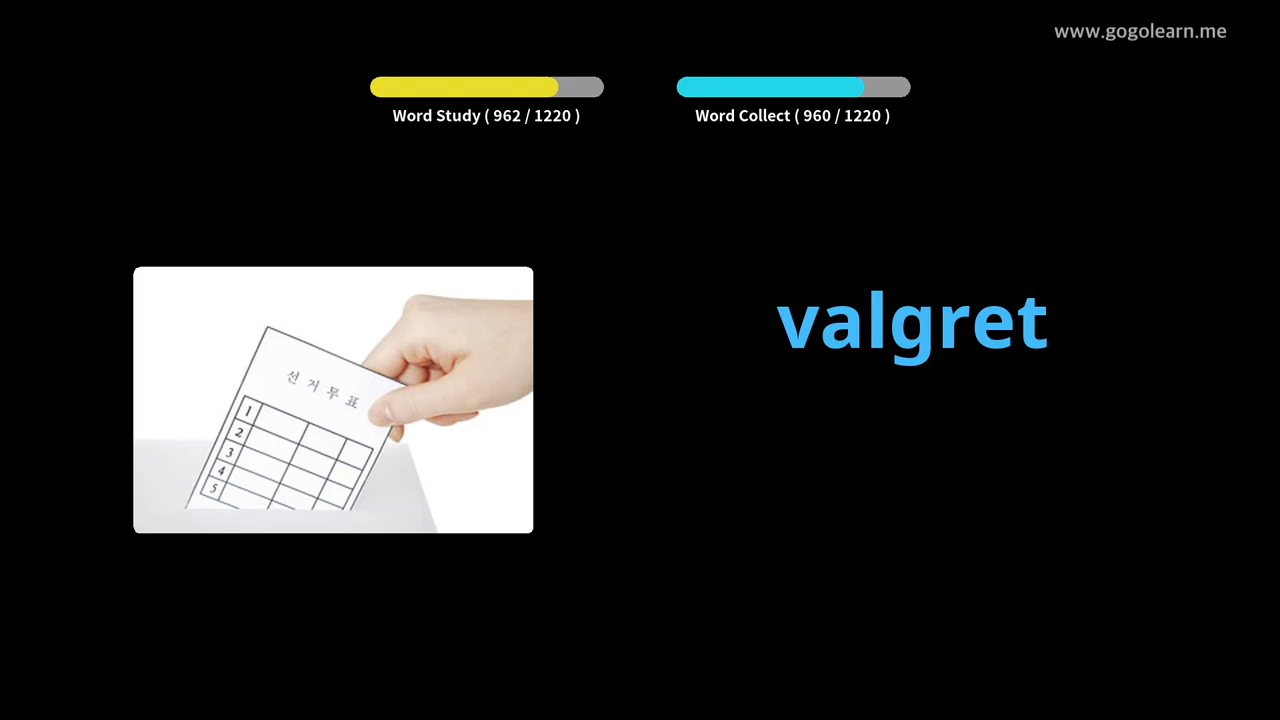 www.gogolearn.me
Word Study ( 962 / 1220 )
Word Collect ( 960 / 1220 )
valgret
선거투표
1
2
3
4
5